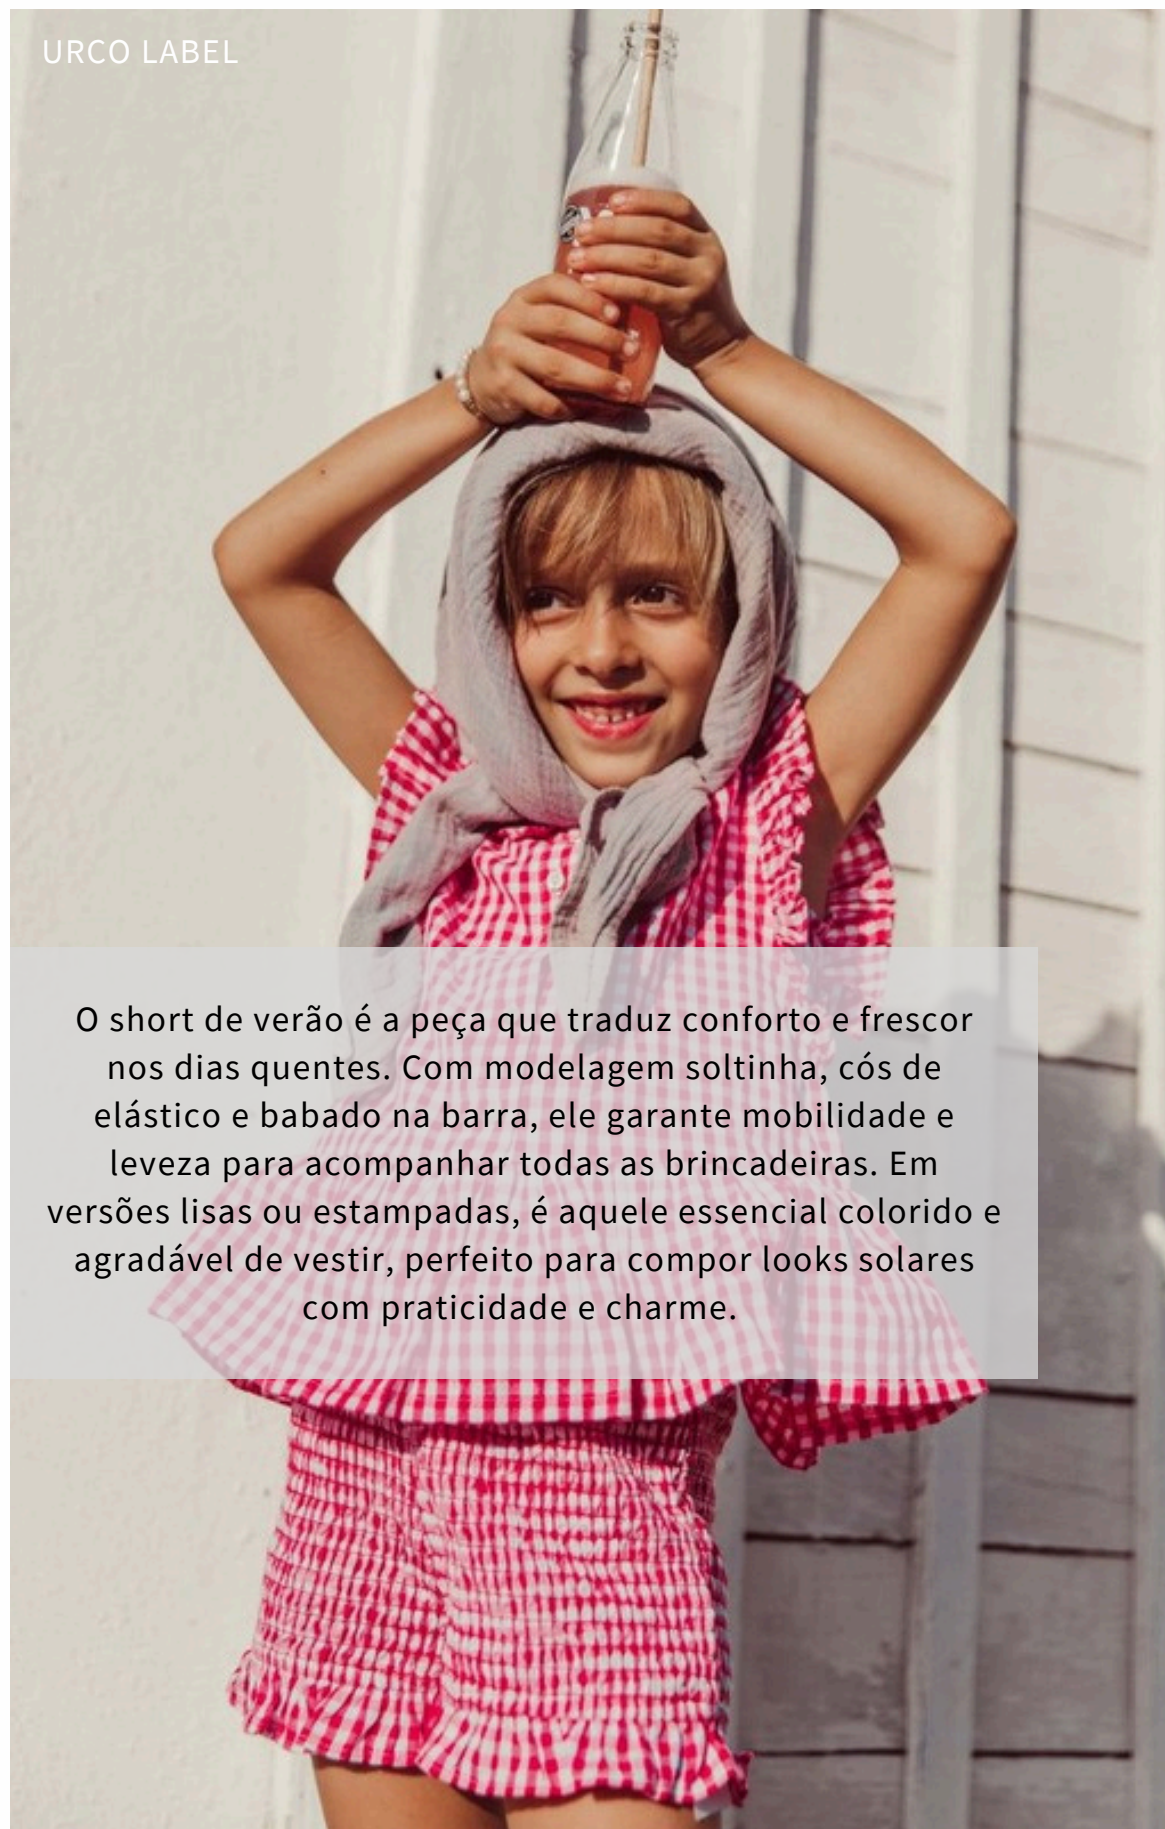 URCO LABEL
O short de verão é a peça que traduz conforto e frescor
nos dias quentes. Com modelagem soltinha, cós de
elástico e babado na barra, ele garante mobilidade e
leveza para acompanhar todas as brincadeiras. Em
versões lisas ou estampadas, é aquele essencial colorido e
agradável de vestir, perfeito para compor looks solares
com praticidade e charme.